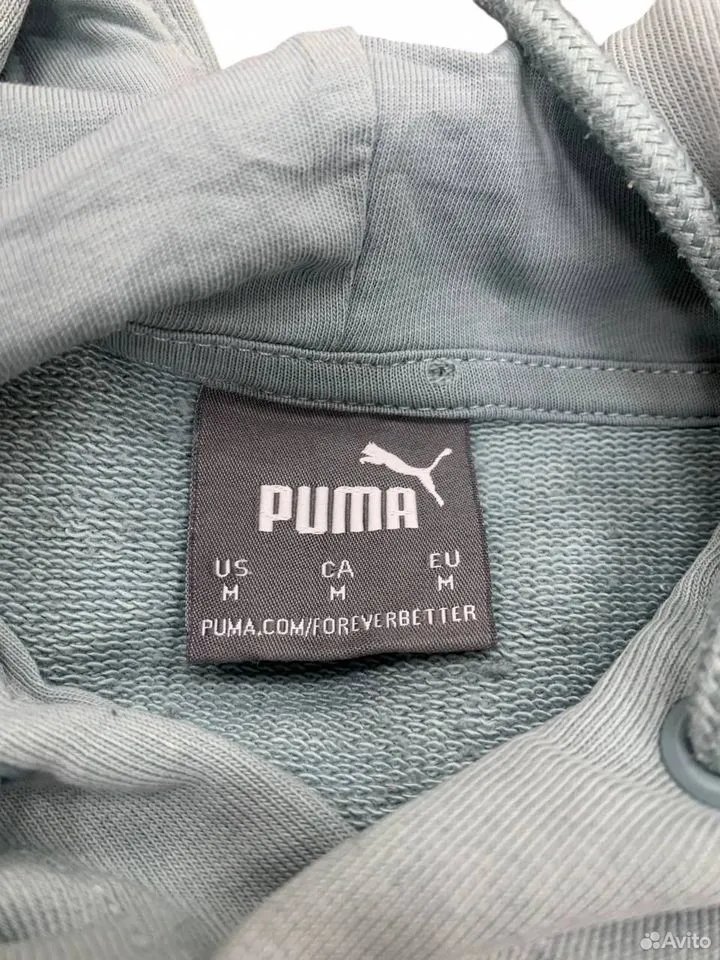 PUMA
US CA EU
M M M
PUMA.COM/FOREVERBETTER
Avito